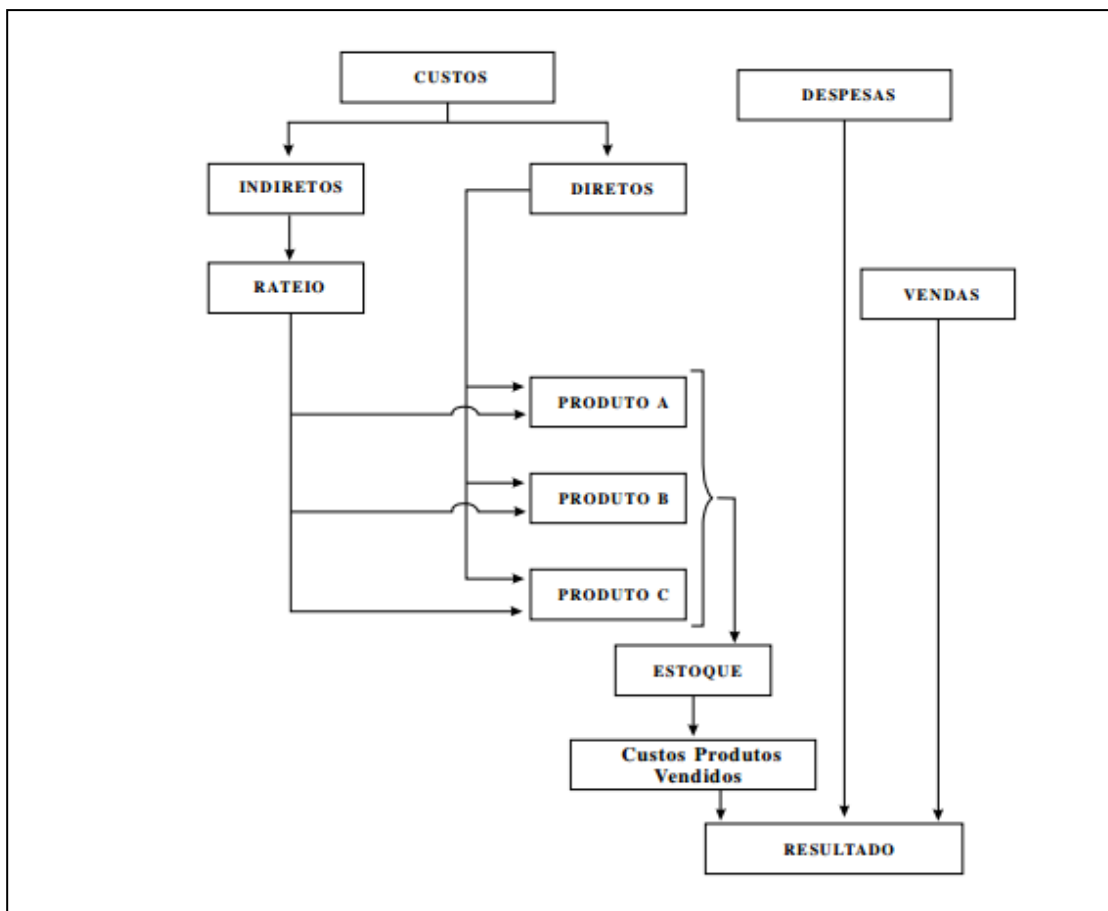 CUSTOS
DESPESAS
INDIRETOS
DIRETOS
RATEIO
VENDAS
PRODUTO A
PRODUTO B
PRODUTO C
ESTOQUE
Custos Produtos
Vendidos
RESULTADO